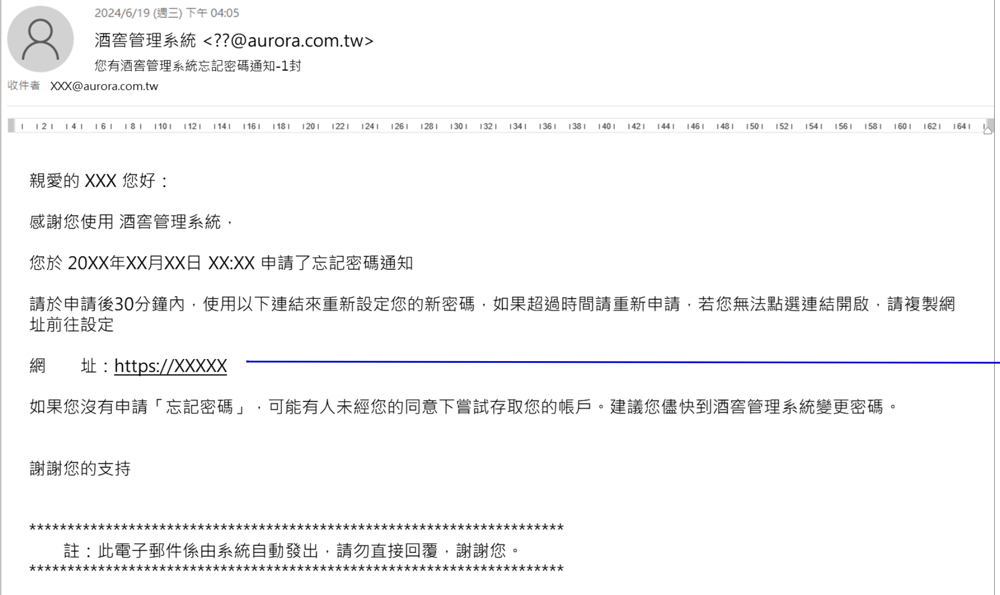 2024/6/19 (週三) 下午 04:05
酒窖管理系統 <??@aurora.com.tw>
您有酒窖管理系統忘記密碼通知-1封
收件者 XXX@aurora.com.tw
2 4 6 8 10 12 14 16 18 20 22 24 26 28 30 32 34 36 38 40 42 44 46 48 50 52 54 56 58 60 62 64
親愛的 XXX 您好：
感謝您使用 酒窖管理系統，
您於 20XX年XX月XX日 XX:XX 申請了忘記密碼通知
請於申請後30分鐘內，使用以下連結來重新設定您的新密碼，如果超過時間請重新申請，若您無法點選連結開啟，請複製網
址前往設定
網　　址：https://XXXXX
如果您沒有申請「忘記密碼」，可能有人未經您的同意下嘗試存取您的帳戶。建議您儘快到酒窖管理系統變更密碼。
謝謝您的支持
**********************************************************************
註：此電子郵件係由系統自動發出，請勿直接回覆，謝謝您。
**********************************************************************